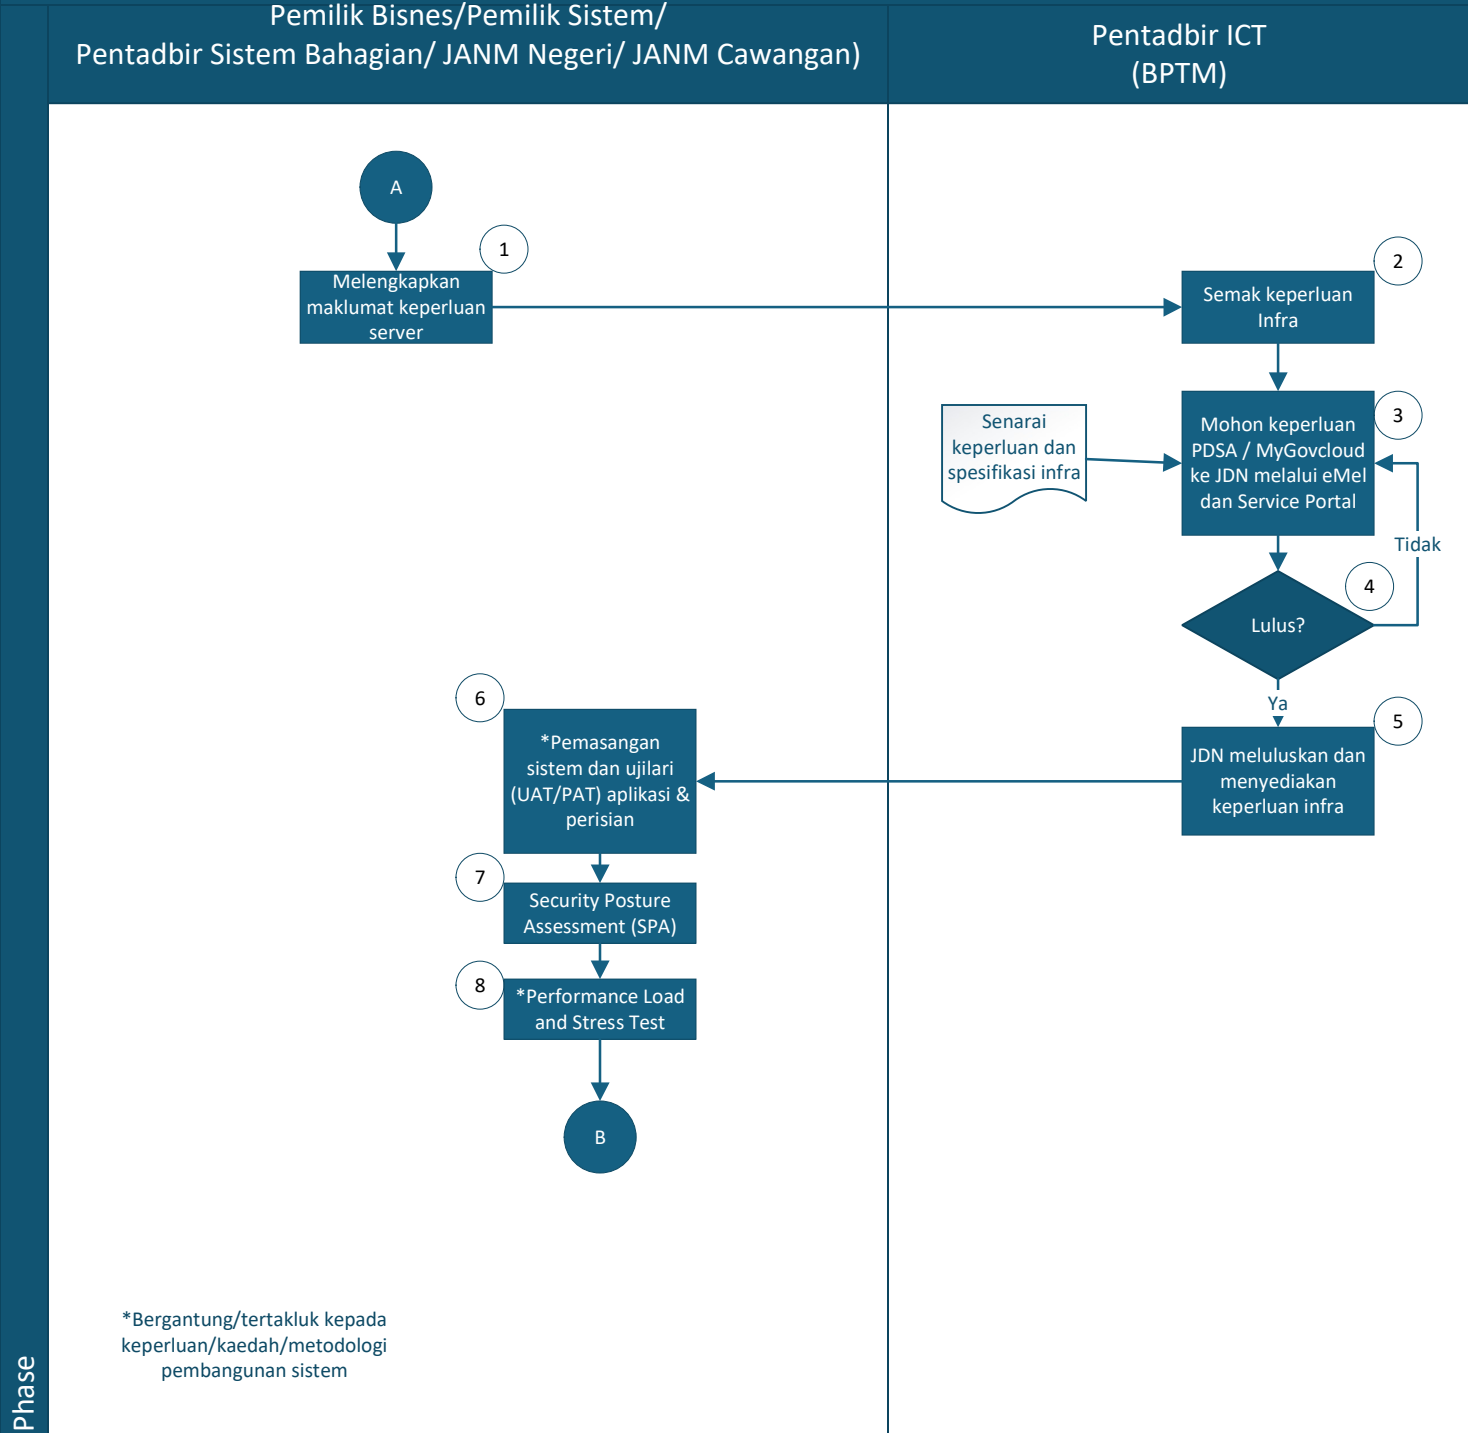 Pemilik Bisnes/Pemilik Sistem/
Pentadbir Sistem Bahagian/ JANM Negeri/ JANM Cawangan)
Pentadbir ICT
(BPTM)
A
1
Melengkapkan
maklumat keperluan
server
2
Semak keperluan
Infra
3
Senarai
keperluan dan
spesifikasi infra
Mohon keperluan
PDSA / MyGovcloud
ke JDN melalui eMel
dan Service Portal
Tidak
4
Lulus?
Ya
5
JDN meluluskan dan
menyediakan
keperluan infra
6
*Pemasangan
sistem dan ujilari
(UAT/PAT) aplikasi &
perisian
7
Security Posture
Assessment (SPA)
8
*Performance Load
and Stress Test
B
*Bergantung/tertakluk kepada
keperluan/kaedah/metodologi
pembangunan sistem
Phase